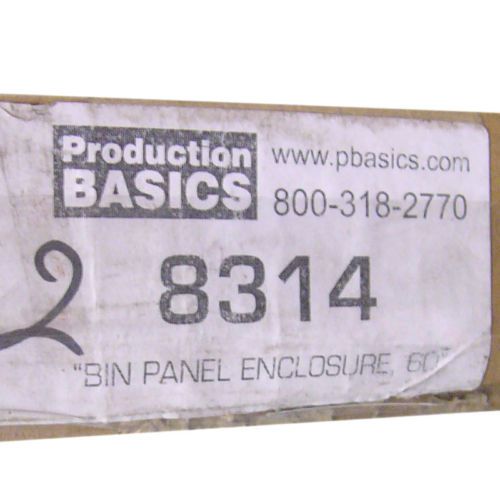 Production
BASICS
www.pbasics.com
800-318-2770
2
8314
"BIN PANEL ENCLOSURE, 60"